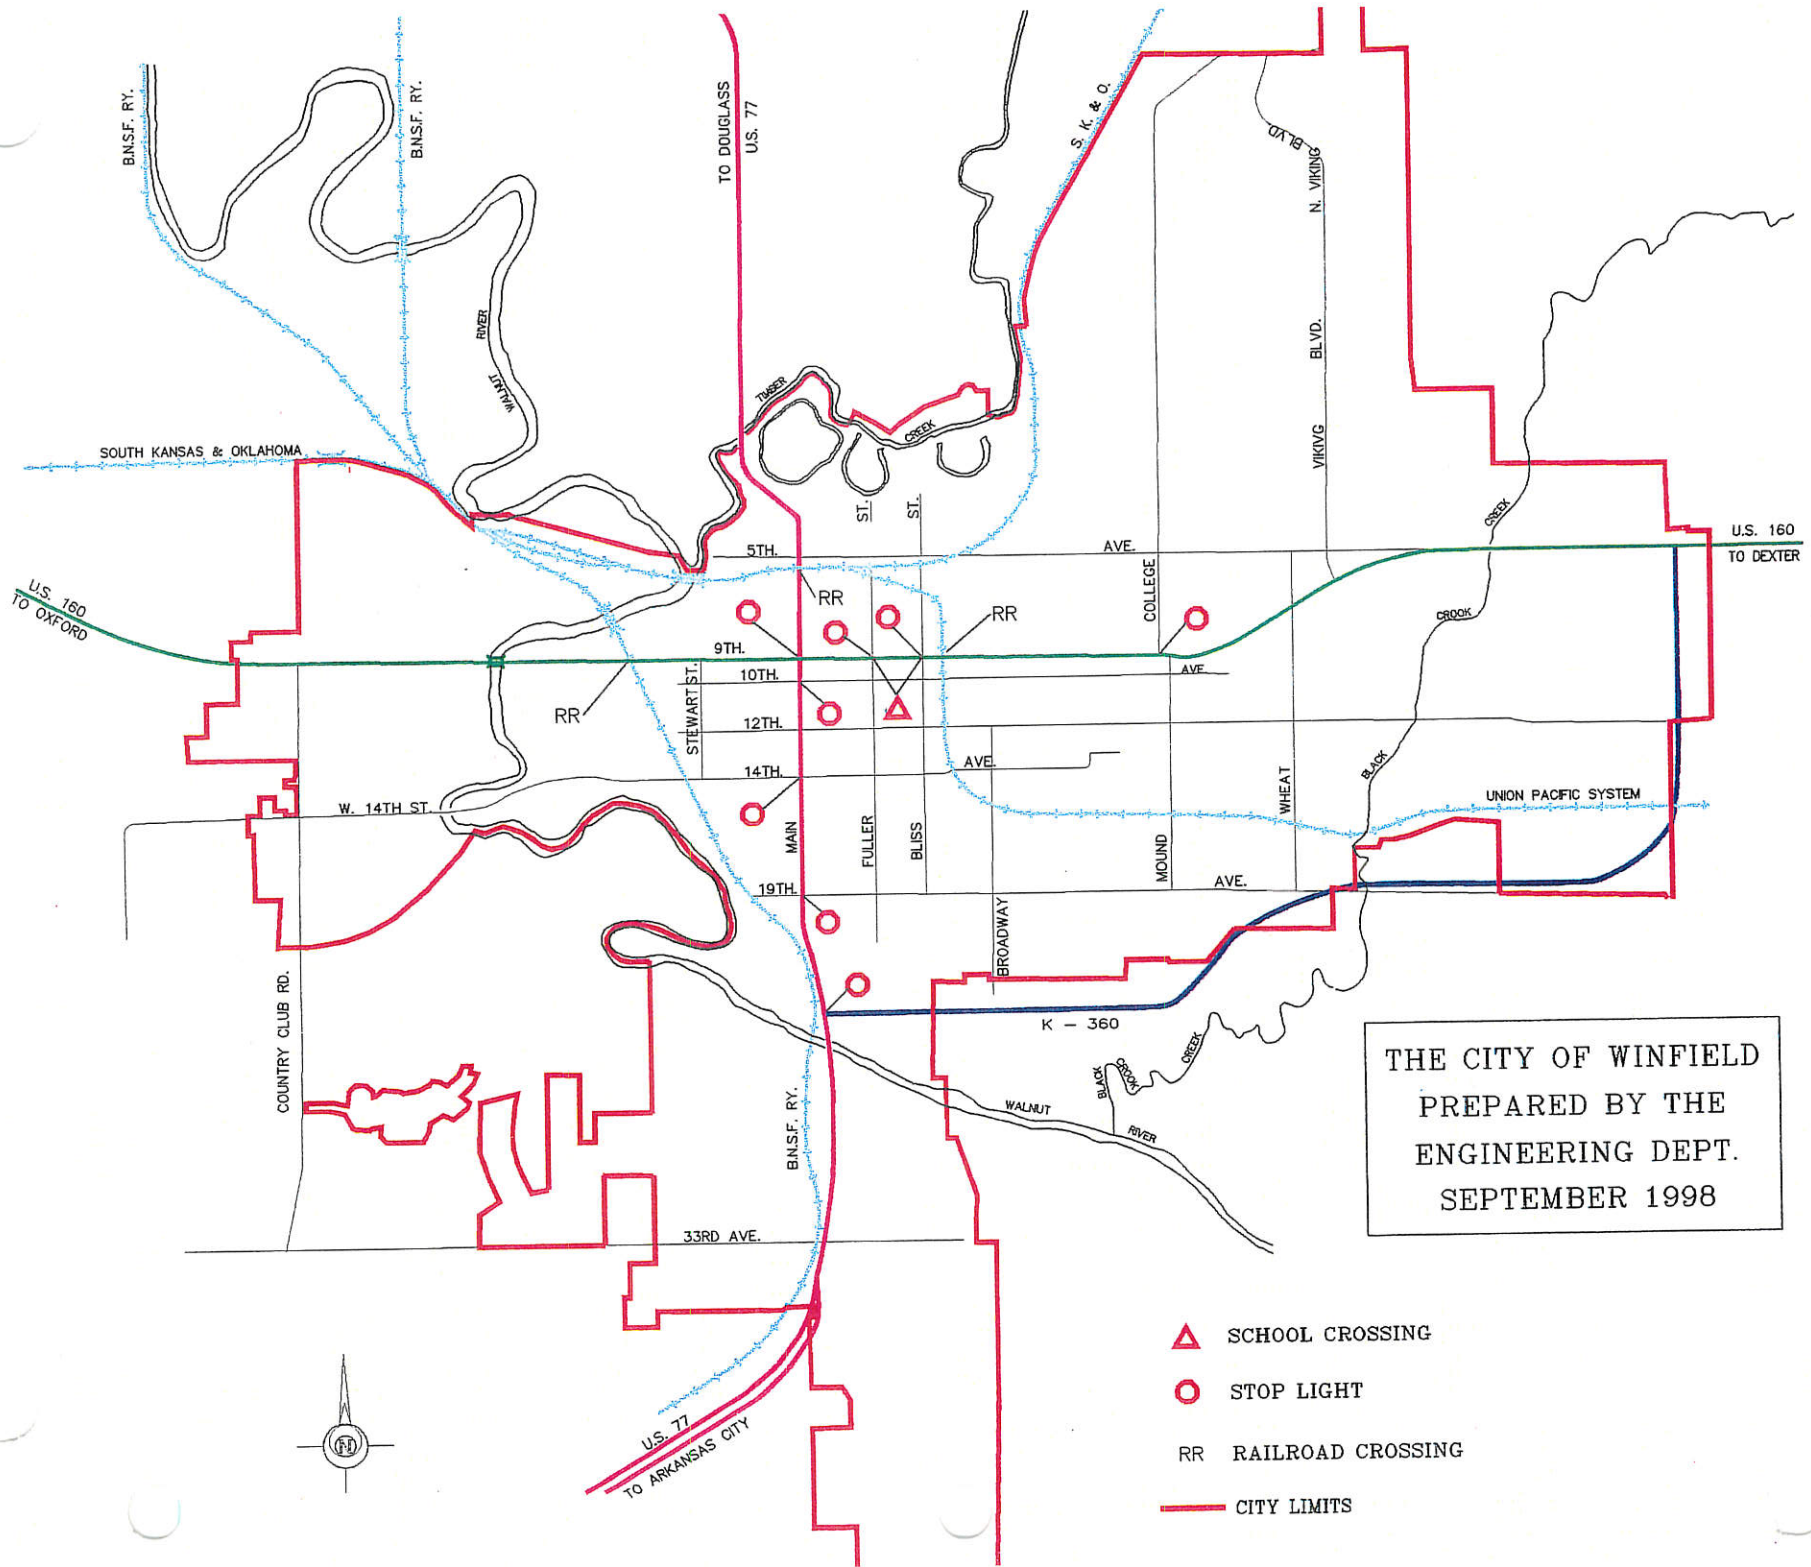 B.N.S.F. RY.
B.N.S.F. RY.
TO DOUGLASS
U.S. 77
S. K. & O.
BLVD
N. VIKING
BLVD.
VIKIVG
RIVER
WALNUT
TIMBER
CREEK
SOUTH KANSAS & OKLAHOMA
ST.
ST.
CREEK
U.S. 160
TO DEXTER
5TH.
AVE.
COLLEGE
U.S. 160
TO OXFORD
RR
RR
CROOK
9TH.
STEWART ST.
10TH.
AVE
RR
12TH.
14TH.
AVE.
BLACK
WHEAT
UNION PACIFIC SYSTEM
W. 14TH ST.
MAIN
FULLER
BLISS
MOUND
19TH.
AVE.
BROADWAY
COUNTRY CLUB RD.
K - 360
CREEK
CROOK
BLACK
WALNUT
RIVER
B.N.S.F. RY.
THE CITY OF WINFIELD
PREPARED BY THE
ENGINEERING DEPT.
SEPTEMBER 1998
33RD AVE.
SCHOOL CROSSING
STOP LIGHT
RR RAILROAD CROSSING
CITY LIMITS
U.S. 77
TO ARKANSAS CITY
N